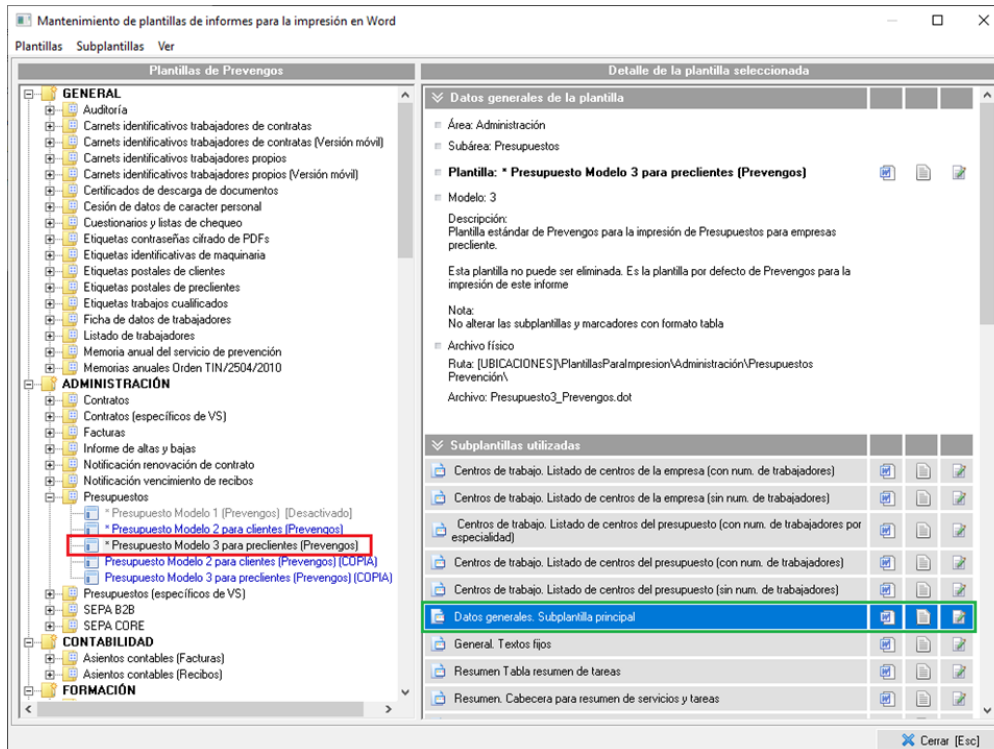 Mantenimiento de plantillas de informes para la impresión en Word
Plantillas Subplantillas Ver
Plantillas de Prevengos
GENERAL
Auditoría
Carnets identificativos trabajadores de contratas
Carnets identificativos trabajadores de contratas (Versión móvil)
Carnets identificativos trabajadores propios
Carnets identificativos trabajadores propios (Versión móvil)
Certificados de descarga de documentos
Cesión de datos de caracter personal
Cuestionarios y listas de chequeo
Etiquetas contraseñas cifrado de PDFs
Etiquetas identificativas de maquinaria
Etiquetas postales de clientes
Etiquetas postales de preclientes
Etiquetas trabajos cualificados
Ficha de datos de trabajadores
Listado de trabajadores
Memoria anual del servicio de prevención
Memorias anuales Orden TIN/2504/2010
ADMINISTRACIÓN
Contratos
Contratos (específicos de VS)
Facturas
Informe de altas y bajas
Notificación renovación de contrato
Notificación vencimiento de recibos
Presupuestos
* Presupuesto Modelo 1 (Prevengos) [Desactivado]
* Presupuesto Modelo 2 para clientes (Prevengos)
* Presupuesto Modelo 3 para preclientes (Prevengos)
Presupuesto Modelo 2 para clientes (Prevengos) (COPIA)
Presupuesto Modelo 3 para preclientes (Prevengos) (COPIA)
Presupuestos (específicos de VS)
SEPA B2B
SEPA CORE
CONTABILIDAD
Asientos contables (Facturas)
Asientos contables (Recibos)
FORMACIÓN
Detalle de la plantilla seleccionada
Datos generales de la plantilla
Área: Administración
Subárea: Presupuestos
Plantilla: * Presupuesto Modelo 3 para preclientes (Prevengos)
Modelo: 3
Descripción:
Plantilla estándar de Prevengos para la impresión de Presupuestos para empresas
precliente.
Esta plantilla no puede ser eliminada. Es la plantilla por defecto de Prevengos para la
impresión de este informe
Nota:
No alterar las subplantillas y marcadores con formato tabla
Archivo físico
Ruta: [UBICACIONES]\PlantillasParaImpresion\Administración\Presupuestos
Prevención\
Archivo: Presupuesto3_Prevengos.dot
Subplantillas utilizadas
Centros de trabajo. Listado de centros de la empresa (con num. de trabajadores)
Centros de trabajo. Listado de centros de la empresa (sin num. de trabajadores)
Centros de trabajo. Listado de centros del presupuesto (con num. de trabajadores por
especialidad)
Centros de trabajo. Listado de centros del presupuesto (con num. de trabajadores)
Centros de trabajo. Listado de centros del presupuesto (sin num. de trabajadores)
Datos generales. Subplantilla principal
General. Textos fijos
Resumen Tabla resumen de tareas
Resumen. Cabecera para resumen de servicios y tareas
Cerrar [Esc]